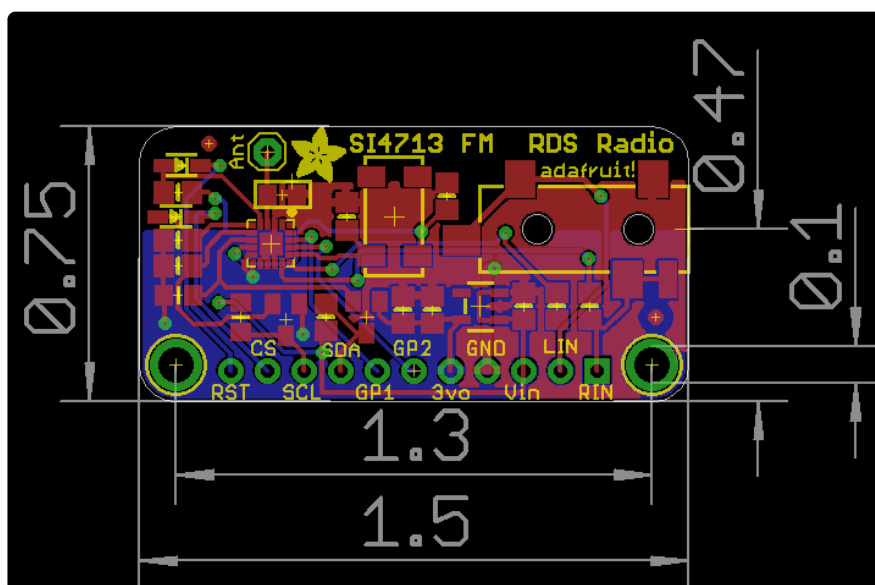 SI4713 FM RDS Radio
adafruit!
Ant
0.47
0.75
0.1
CS SDA GP2 GND LIN
RST SCL GP1 3vo Vin RIN
1.3
1.5